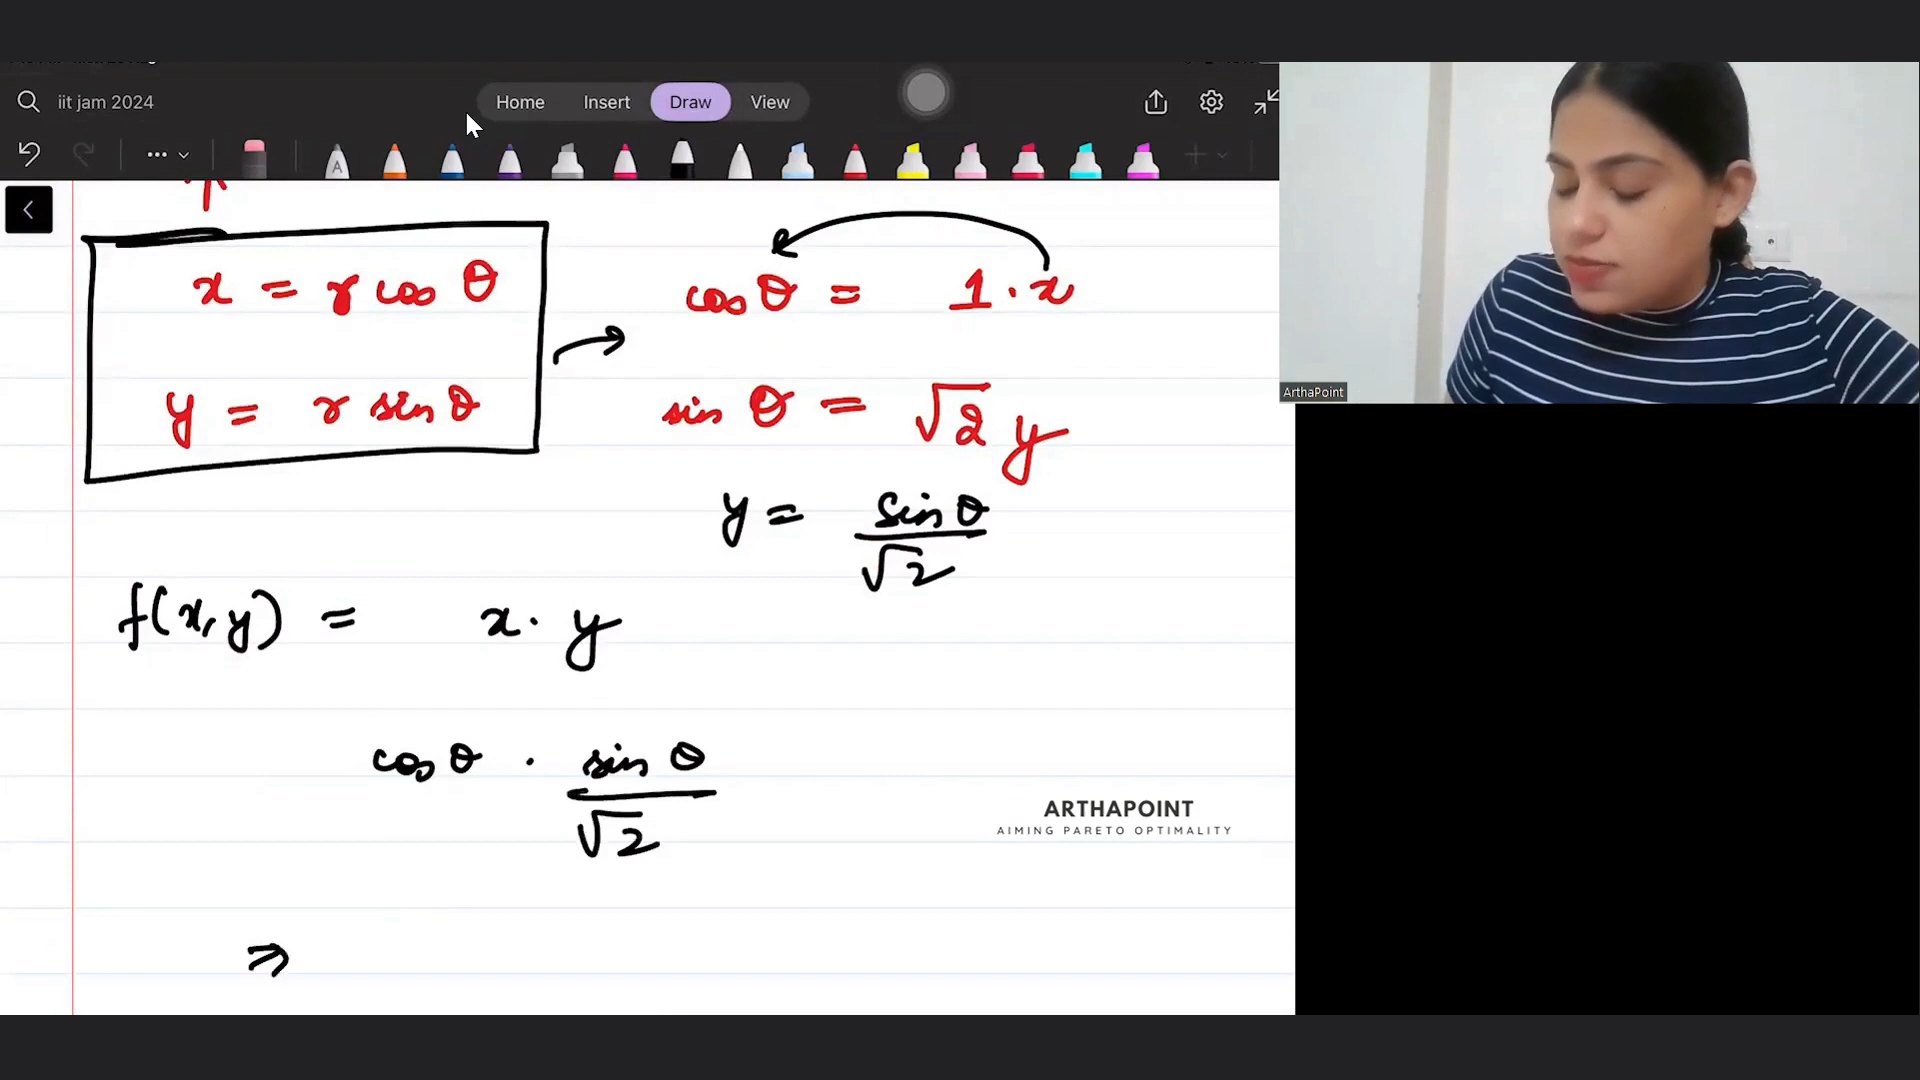 iit jam 2024
Home Insert Draw View
A
x = r cos θ
cos θ = 1 · x
y = r sin θ
sin θ = √2 y
y = sin θ / √2
f(x, y) = x · y
cos θ · sin θ / √2
⇒
ArthaPoint
ARTHAPOINT
AIMING PARETO OPTIMALITY